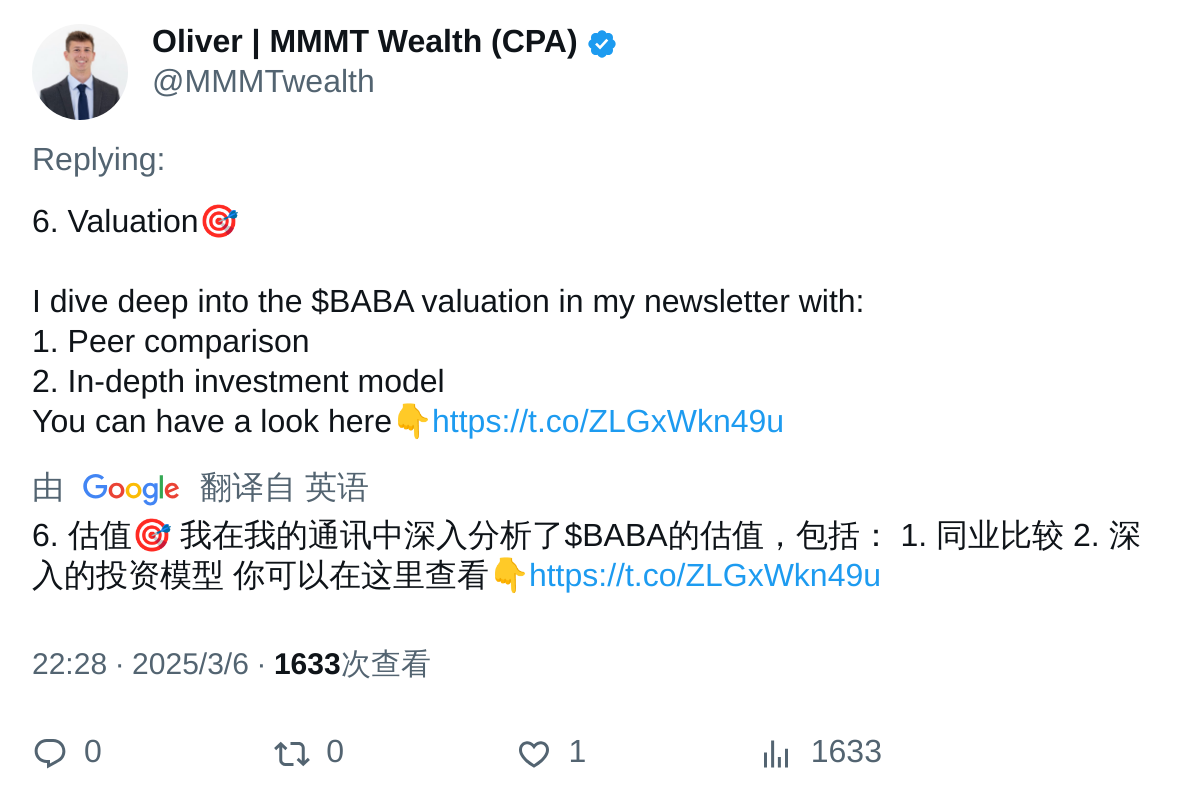 Oliver | MMMT Wealth (CPA)
@MMMTwealth
Replying:
6. Valuation🎯
I dive deep into the $BABA valuation in my newsletter with:
1. Peer comparison
2. In-depth investment model
You can have a look here👇https://t.co/ZLGxWkn49u
由 Google 翻译自 英语
6. 估值🎯 我在我的通讯中深入分析了$BABA的估值，包括： 1. 同业比较 2. 深
入的投资模型 你可以在这里查看👇https://t.co/ZLGxWkn49u
22:28 · 2025/3/6 · 1633次查看
0 0 1 1633